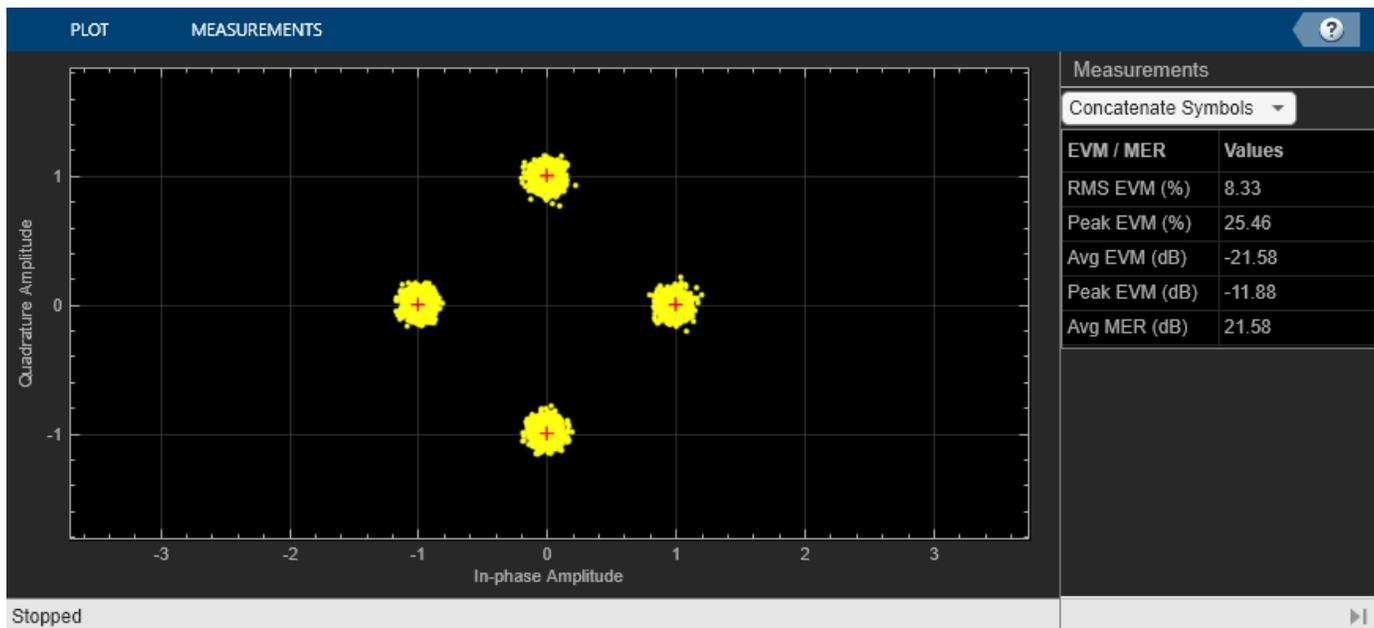 PLOT MEASUREMENTS ?
Measurements
Concatenate Symbols
EVM / MER Values
RMS EVM (%) 8.33
Peak EVM (%) 25.46
Avg EVM (dB) -21.58
Peak EVM (dB) -11.88
Avg MER (dB) 21.58
Quadrature Amplitude
1
0
-1
-3 -2 -1 0 1 2 3
In-phase Amplitude
Stopped